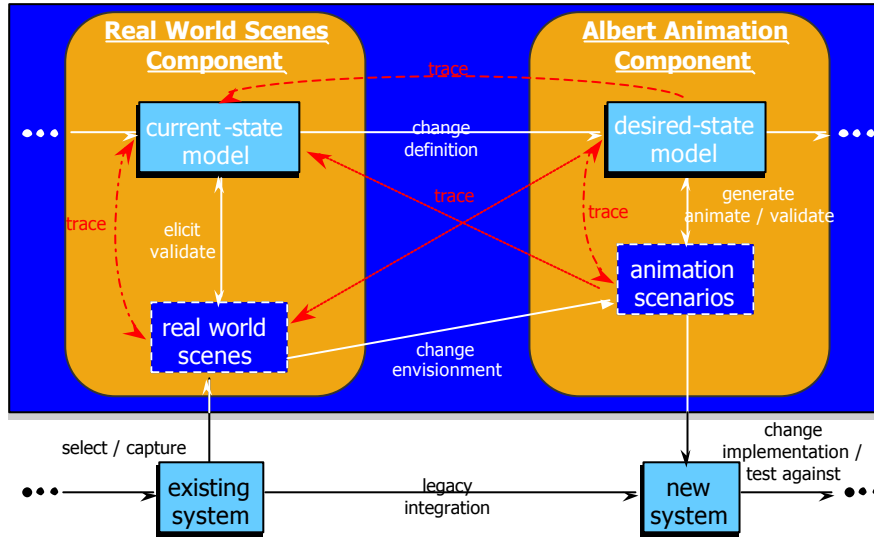 Real World Scenes
Component
Albert Animation
Component
trace
current-state
model
change
definition
desired-state
model
trace
elicit
validate
trace
trace
generate
animate / validate
animation
scenarios
real world
scenes
change
envisionment
select / capture
change
implementation /
test against
existing
system
legacy
integration
new
system